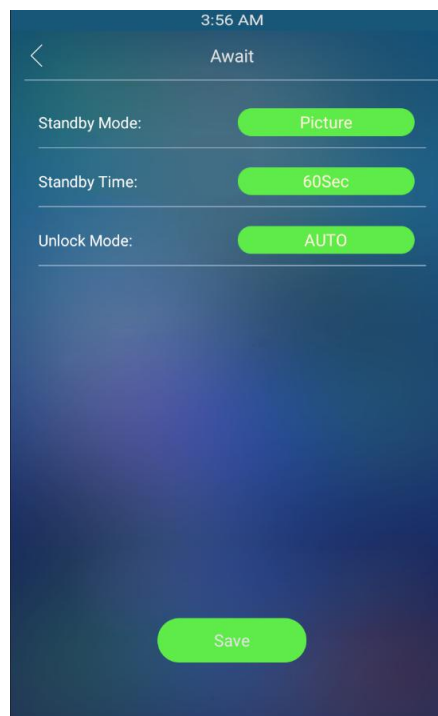 3:56 AM
Await
Standby Mode: Picture
Standby Time: 60Sec
Unlock Mode: AUTO
Save